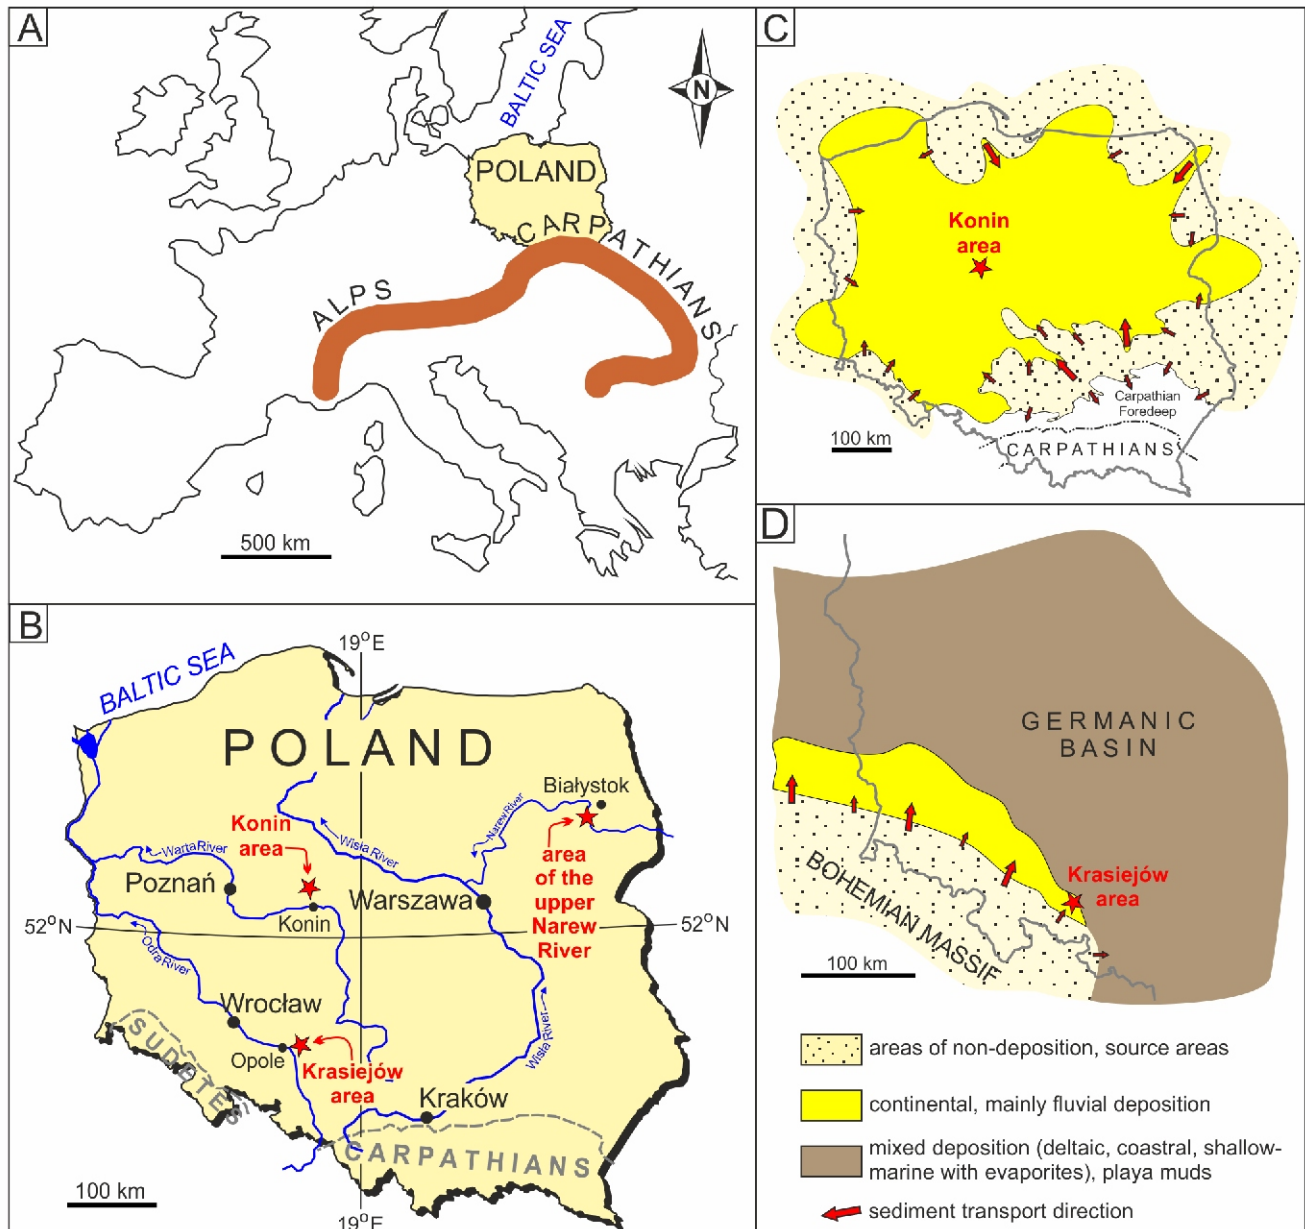 A
BALTIC SEA
N
POLAND
CARPATHIANS
ALPS
500 km
B
19°E
BALTIC SEA
POLAND
Białystok
Narew River
Konin
area
Wisła River
Warta River
area
of the
upper
Narew
River
Poznań
Warszawa
Konin
52°N
52°N
Odra River
Wrocław
Opole
Krasiejów
area
Wisła River
SUDETES
Kraków
CARPATHIANS
100 km
19°E
C
Konin
area
Carpathian
Foredeep
CARPATHIANS
100 km
D
GERMANIC
BASIN
Krasiejów
area
BOHEMIAN MASSIF
100 km
areas of non-deposition, source areas
continental, mainly fluvial deposition
mixed deposition (deltaic, coastal, shallow-
marine with evaporites), playa muds
sediment transport direction